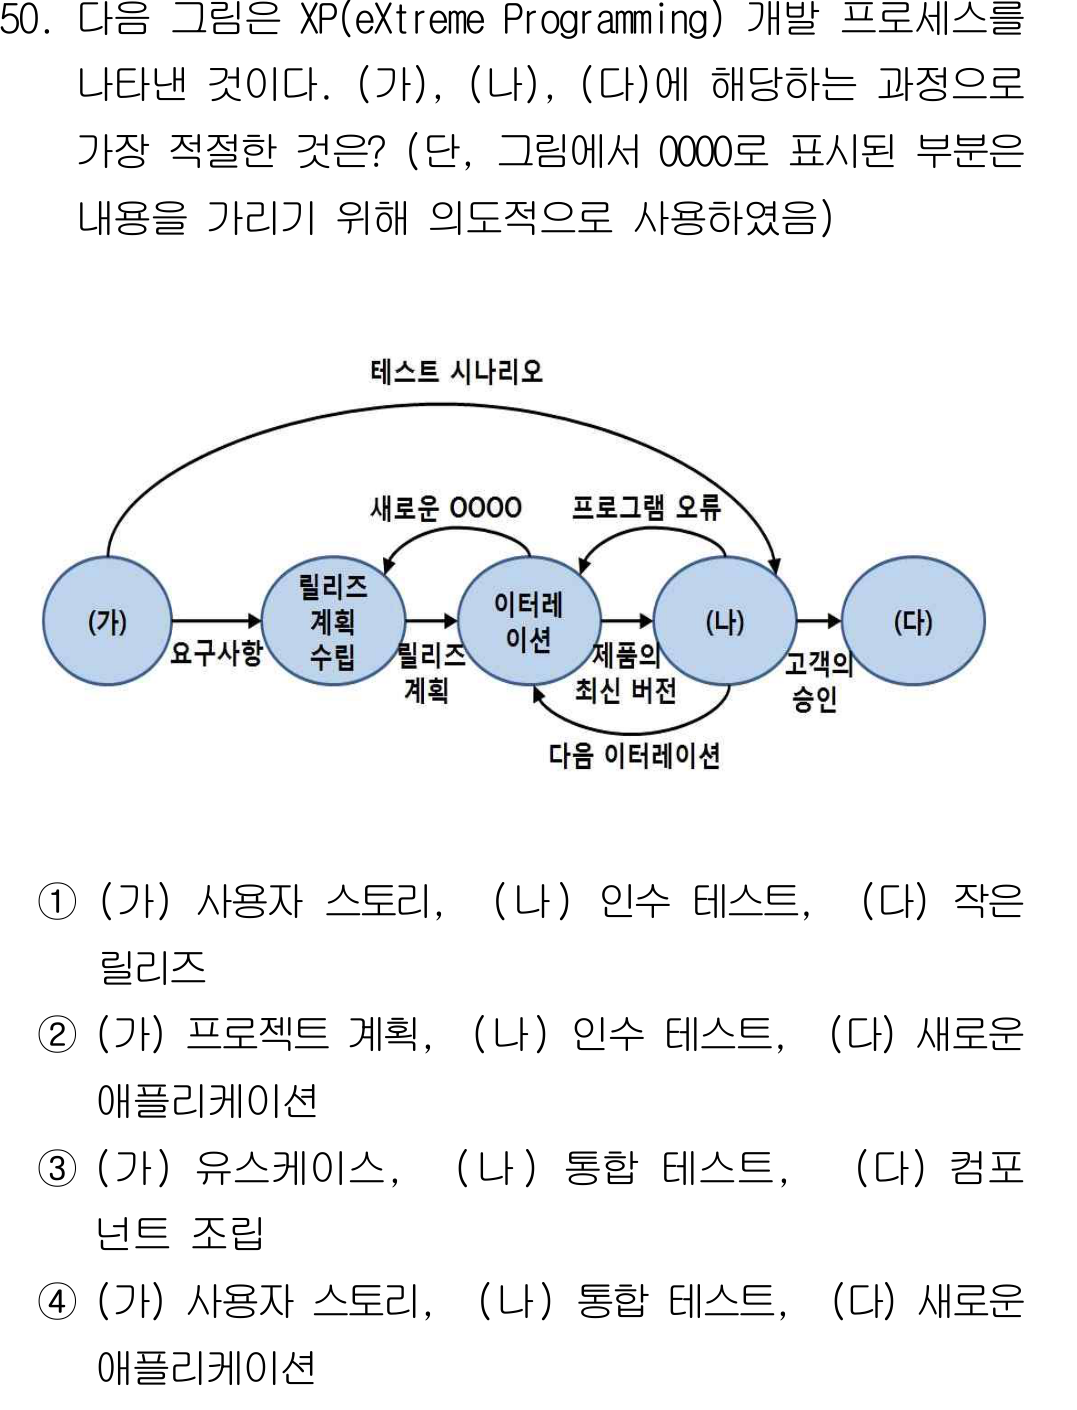 50. 다음 그림은 XP(eXtreme Programming) 개발 프로세스를
나타낸 것이다. (가), (나), (다)에 해당하는 과정으로
가장 적절한 것은? (단, 그림에서 0000로 표시된 부분은
내용을 가리기 위해 의도적으로 사용하였음)
테스트 시나리오
새로운 OOOO
프로그램 오류
(가)
요구사항
릴리즈
계획
수립
릴리즈
계획
이터레
이션
제품의
최신 버전
(나)
고객의
승인
(다)
다음 이터레이션
① (가) 사용자 스토리, (나) 인수 테스트, (다) 작은
릴리즈
② (가) 프로젝트 계획, (나) 인수 테스트, (다) 새로운
애플리케이션
③ (가) 유스케이스, (나) 통합 테스트, (다) 컴포
넌트 조립
④ (가) 사용자 스토리, (나) 통합 테스트, (다) 새로운
애플리케이션